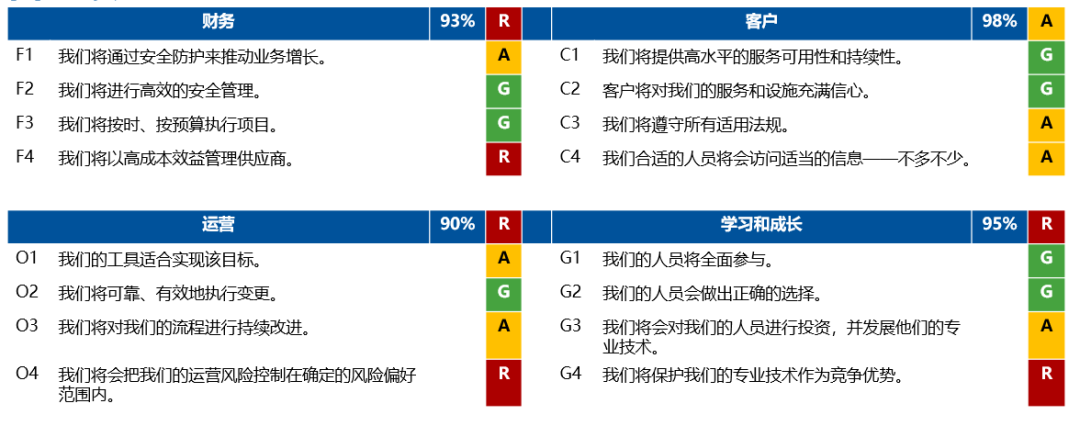 财务 93% R
F1 我们将通过安全防护来推动业务增长。 A
F2 我们将进行高效的安全管理。 G
F3 我们将按时、按预算执行项目。 G
F4 我们将以高成本效益管理供应商。 R
客户 98% A
C1 我们将提供高水平的服务可用性和持续性。 G
C2 客户将对我们的服务和设施充满信心。 G
C3 我们将遵守所有适用法规。 A
C4 我们合适的人员将会访问适当的信息——不多不少。 A
运营 90% R
O1 我们的工具适合实现该目标。 A
O2 我们将可靠、有效地执行变更。 G
O3 我们将对我们的流程进行持续改进。 A
O4 我们将会把我们的运营风险控制在确定的风险偏好 R
范围内。
学习和成长 95% R
G1 我们的人员将全面参与。 G
G2 我们的人员会做出正确的选择。 G
G3 我们将会对我们的人员进行投资，并发展他们的专 A
业技术。
G4 我们将保护我们的专业技术作为竞争优势。 R